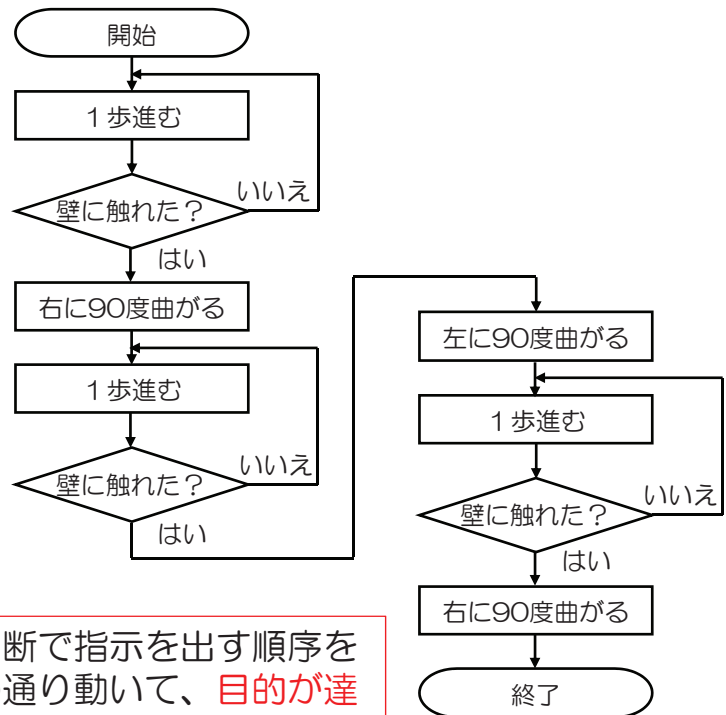 開始
1歩進む
壁に触れた?
いいえ
はい
右に90度曲がる
1歩進む
壁に触れた?
いいえ
はい
左に90度曲がる
1歩進む
壁に触れた?
いいえ
はい
右に90度曲がる
終了
断で指示を出す順序を
通り動いて、目的が達